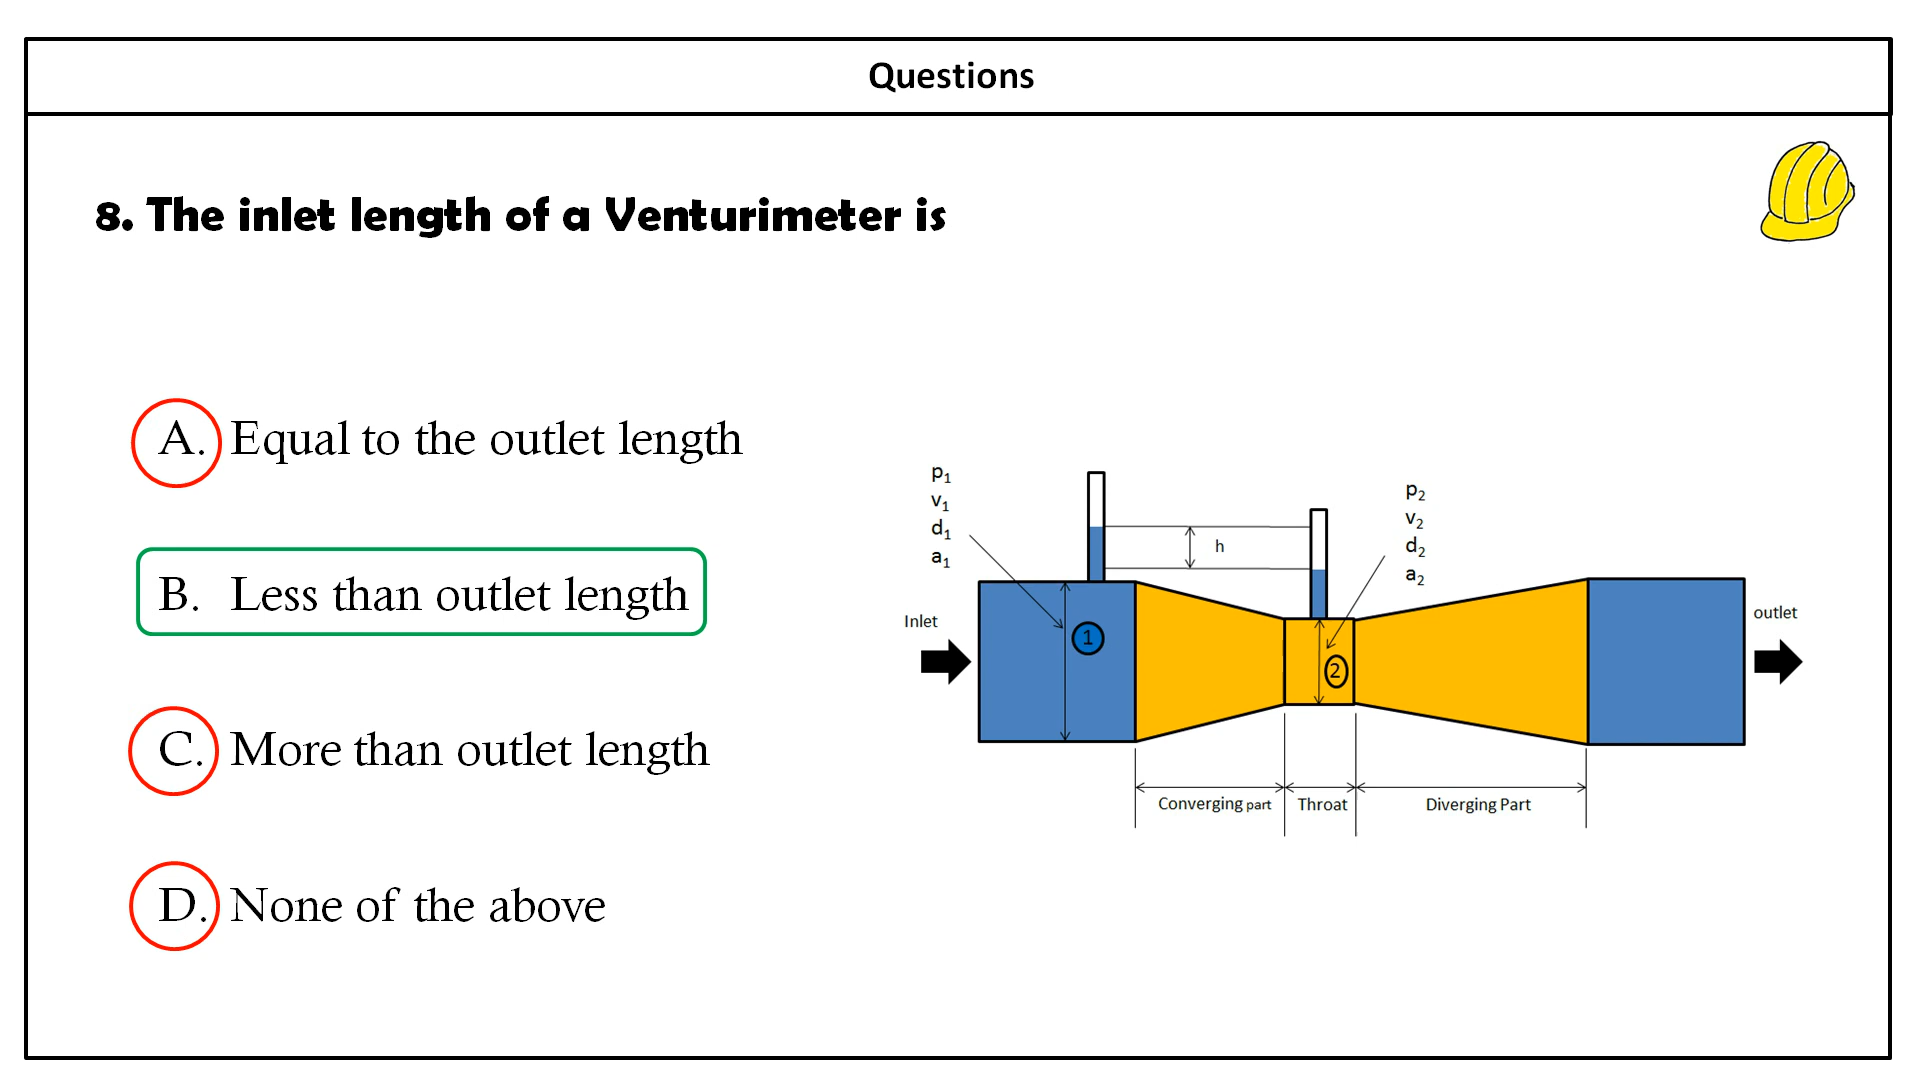 Questions
8. The inlet length of a Venturimeter is
A. Equal to the outlet length
B. Less than outlet length
C. More than outlet length
D. None of the above
p₁
v₁
d₁
a₁
h
p₂
v₂
d₂
a₂
Inlet
1
2
outlet
Converging part
Throat
Diverging Part